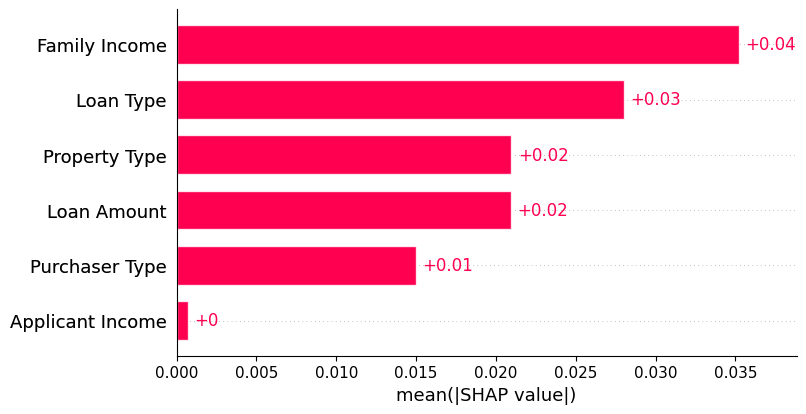 Family Income +0.04
Loan Type +0.03
Property Type +0.02
Loan Amount +0.02
Purchaser Type +0.01
Applicant Income +0
0.000 0.005 0.010 0.015 0.020 0.025 0.030 0.035
mean(|SHAP value|)